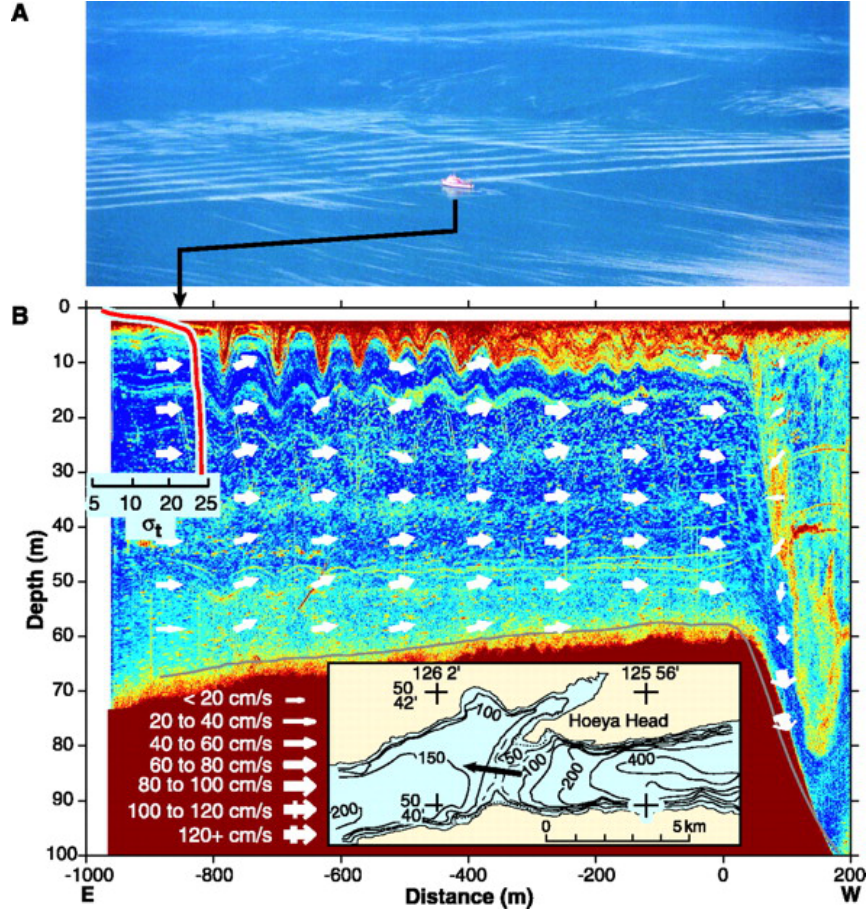 A
B
0
10
20
30
40
50
60
70
80
90
100
Depth (m)
5 10 20 25
σt
< 20 cm/s
20 to 40 cm/s
40 to 60 cm/s
60 to 80 cm/s
80 to 100 cm/s
100 to 120 cm/s
120+ cm/s
126 2' 125 56'
50
42'
100
Hoeya Head
50
100
150
200
400
200
50
40
0 5 km
-1000 -800 -600 -400 -200 0 200
E Distance (m) W